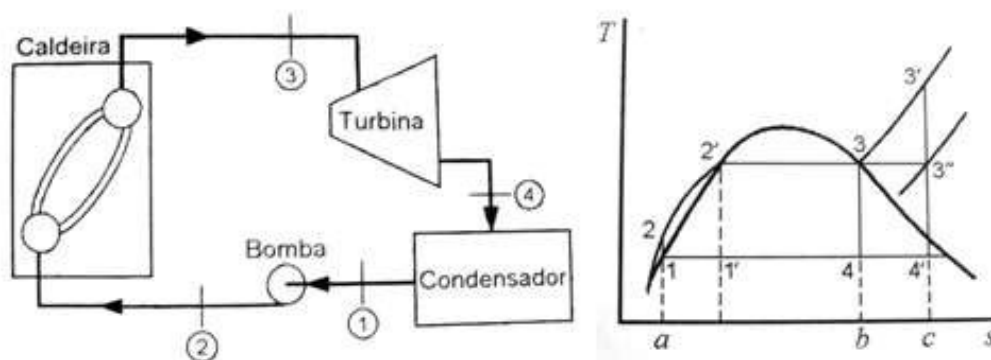 Caldeira
3
Turbina
4
Bomba
Condensador
1
2
T
3'
2'
3
3"
2
1
1'
4
4'
a
b
c
s